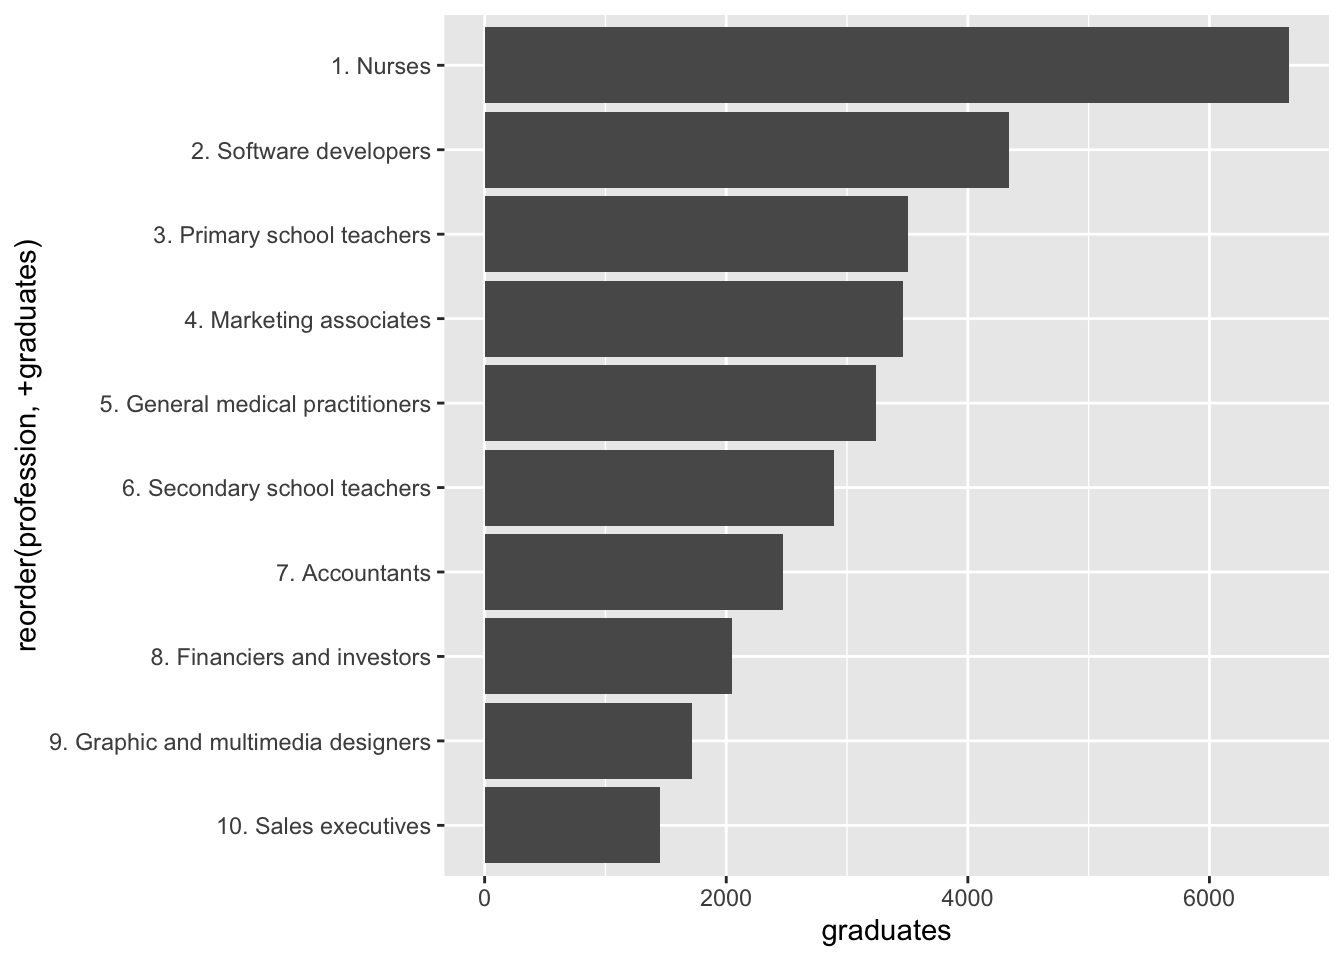 1. Nurses
2. Software developers
3. Primary school teachers
4. Marketing associates
5. General medical practitioners
6. Secondary school teachers
7. Accountants
8. Financiers and investors
9. Graphic and multimedia designers
10. Sales executives
reorder(profession, +graduates)
0 2000 4000 6000
graduates